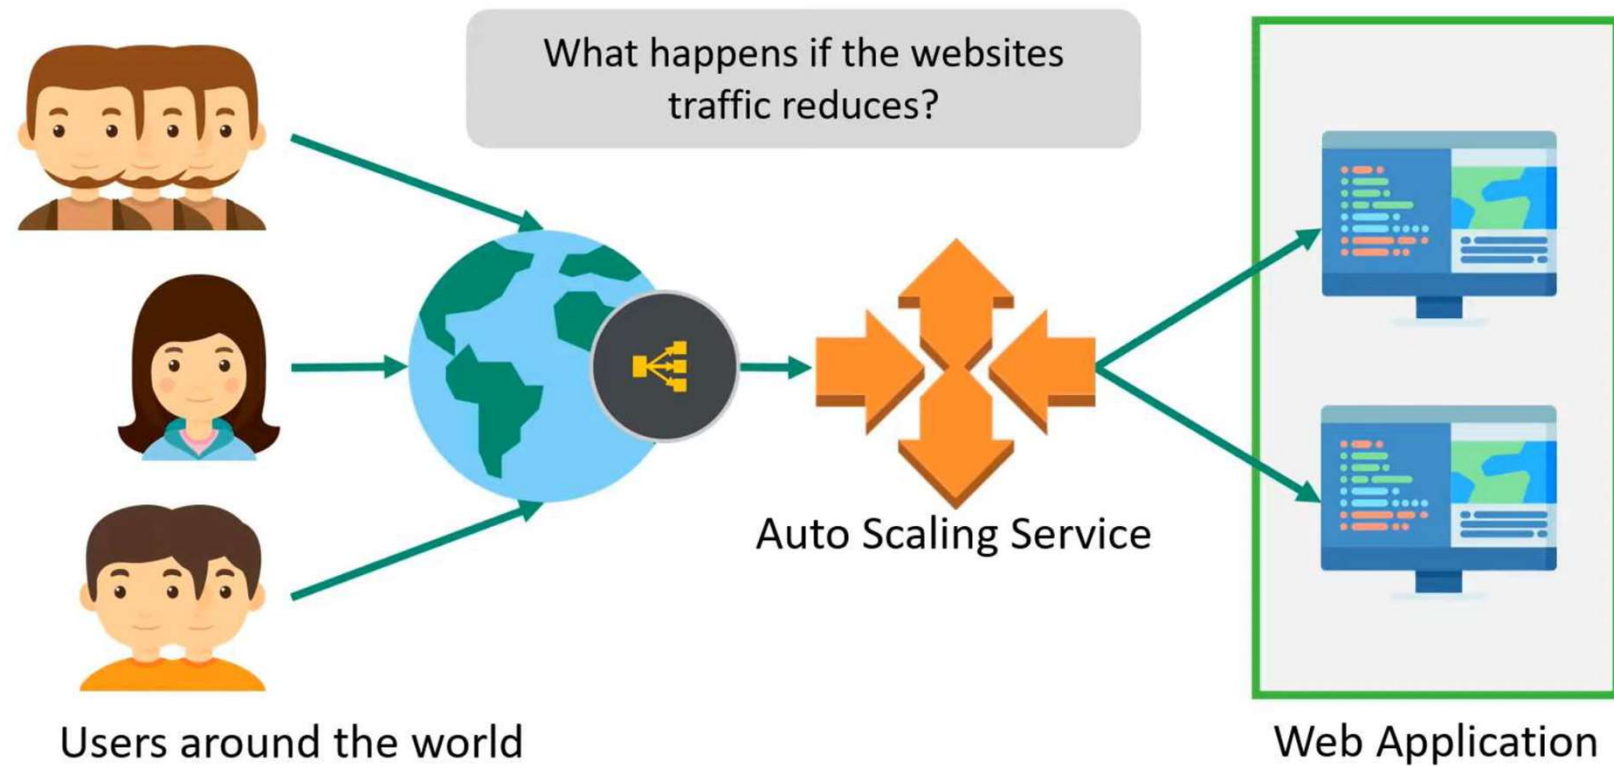 What happens if the websites
traffic reduces?
Auto Scaling Service
Users around the world
Web Application